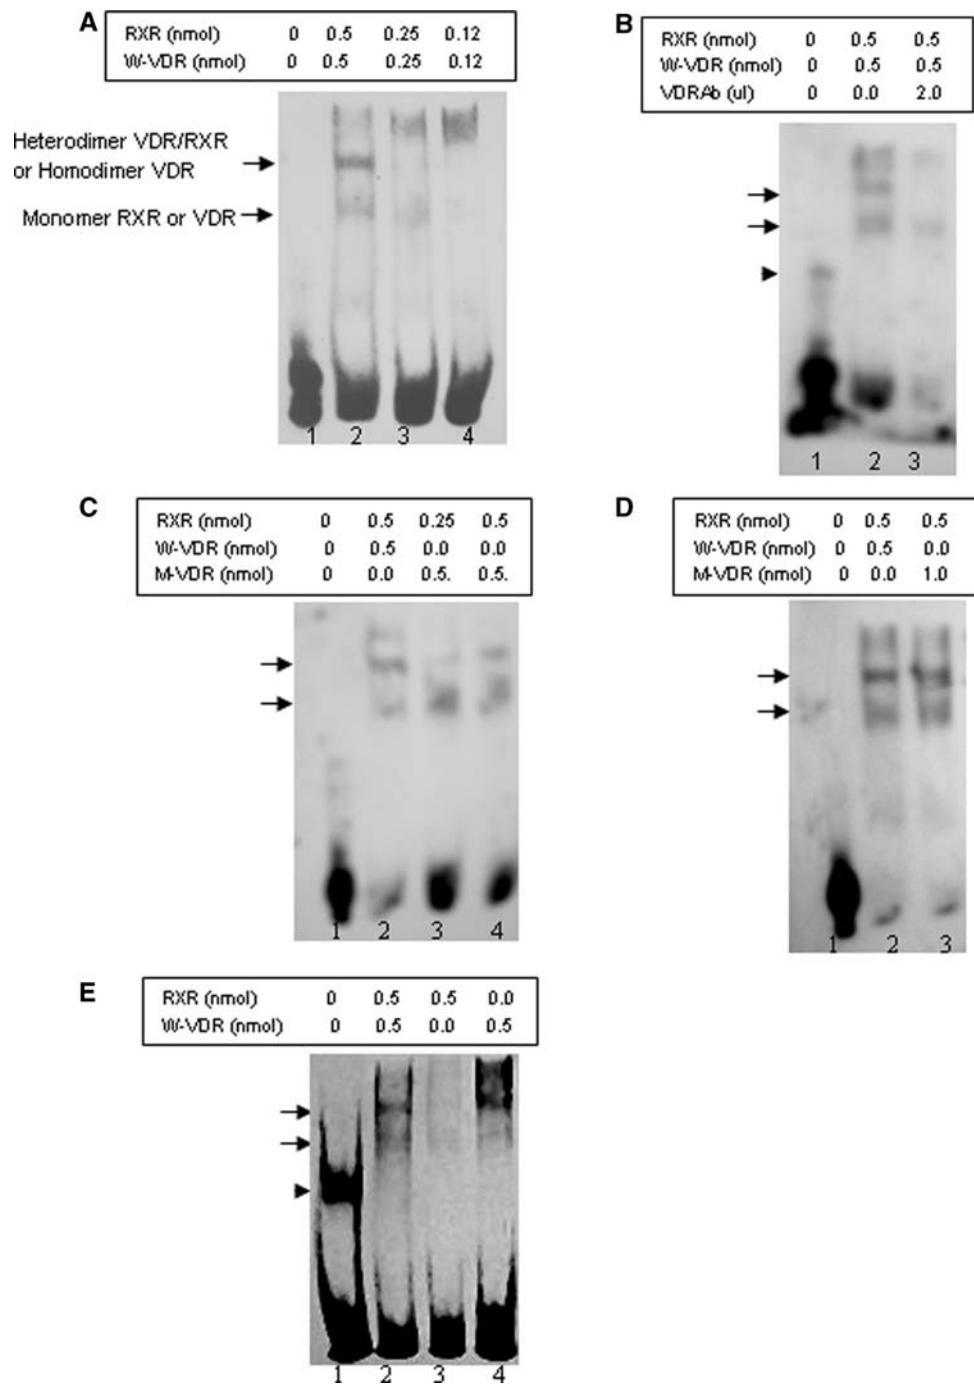 A
RXR (nmol) 0 0.5 0.25 0.12
W-VDR (nmol) 0 0.5 0.25 0.12
Heterodimer VDR/RXR
or Homodimer VDR
Monomer RXR or VDR
1 2 3 4
B
RXR (nmol) 0 0.5 0.5
W-VDR (nmol) 0 0.5 0.5
VDRAb (ul) 0 0.0 2.0
1 2 3
C
RXR (nmol) 0 0.5 0.25 0.5
W-VDR (nmol) 0 0.5 0.0 0.0
M-VDR (nmol) 0 0.0 0.5. 0.5.
1 2 3 4
D
RXR (nmol) 0 0.5 0.5
W-VDR (nmol) 0 0.5 0.0
M-VDR (nmol) 0 0.0 1.0
1 2 3
E
RXR (nmol) 0 0.5 0.5 0.0
W-VDR (nmol) 0 0.5 0.0 0.5
1 2 3 4